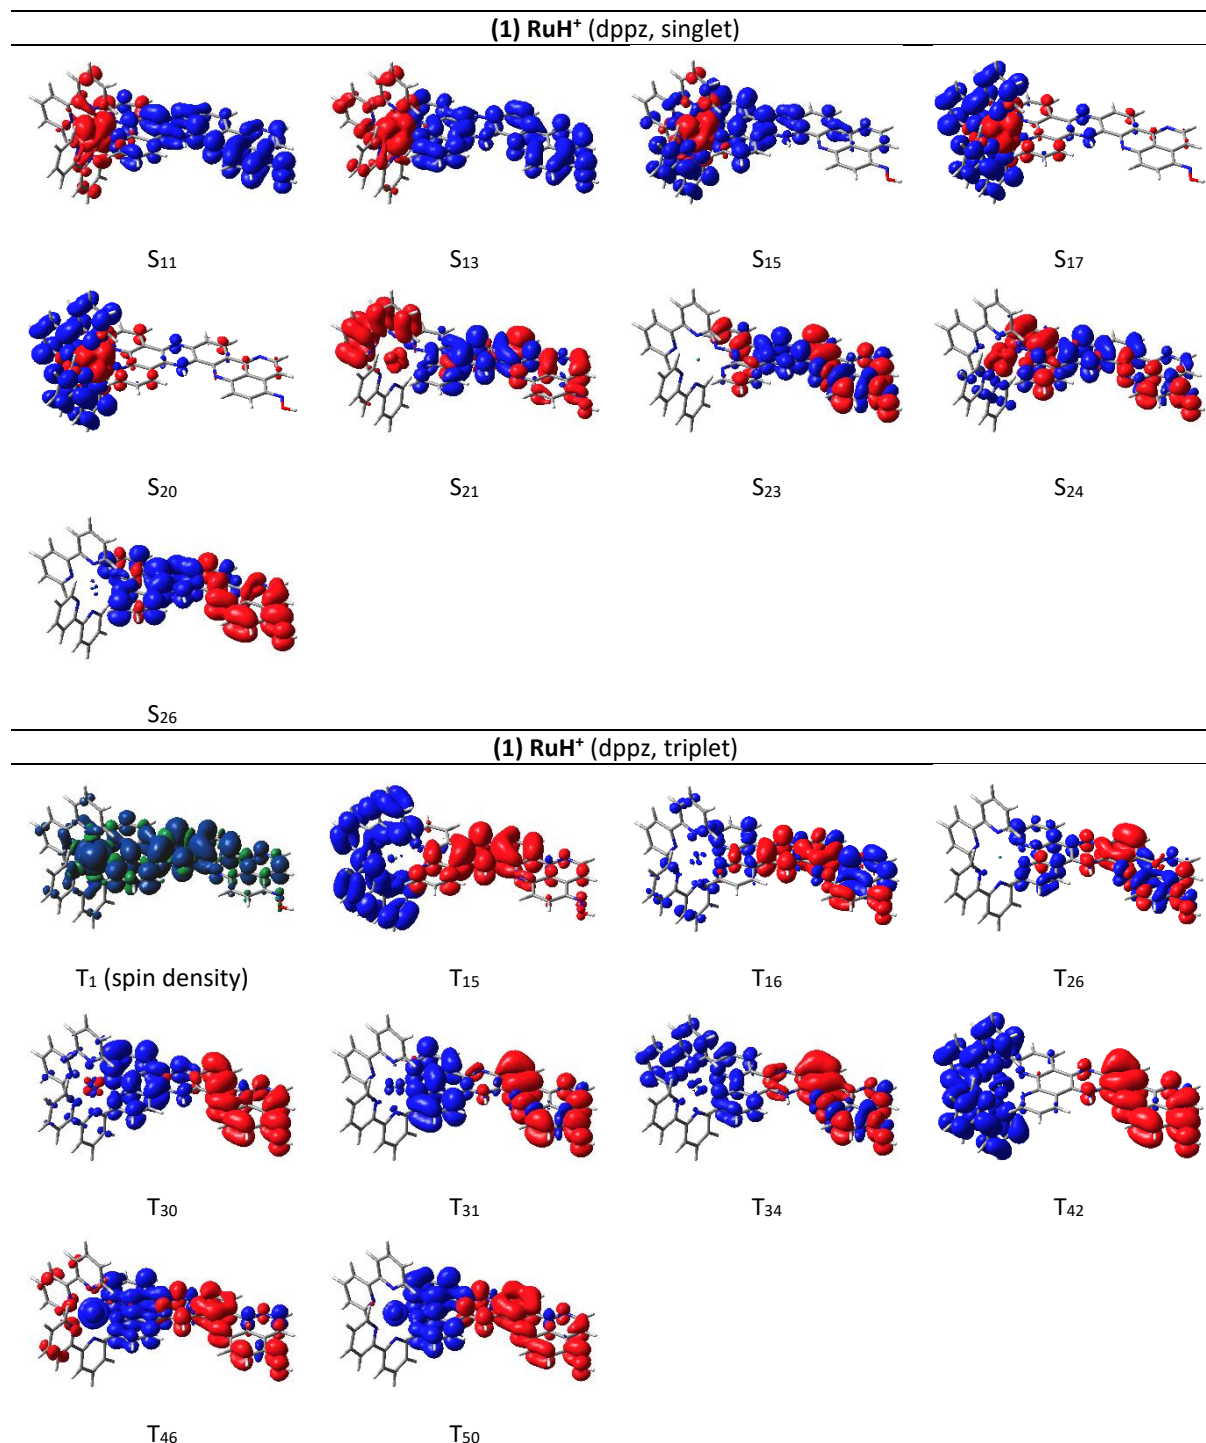 (1) RuH⁺ (dppz, singlet)
S₁₁ S₁₃ S₁₅ S₁₇
S₂₀ S₂₁ S₂₃ S₂₄
S₂₆
(1) RuH⁺ (dppz, triplet)
T₁ (spin density) T₁₅ T₁₆ T₂₆
T₃₀ T₃₁ T₃₄ T₄₂
T₄₆ T₅₀